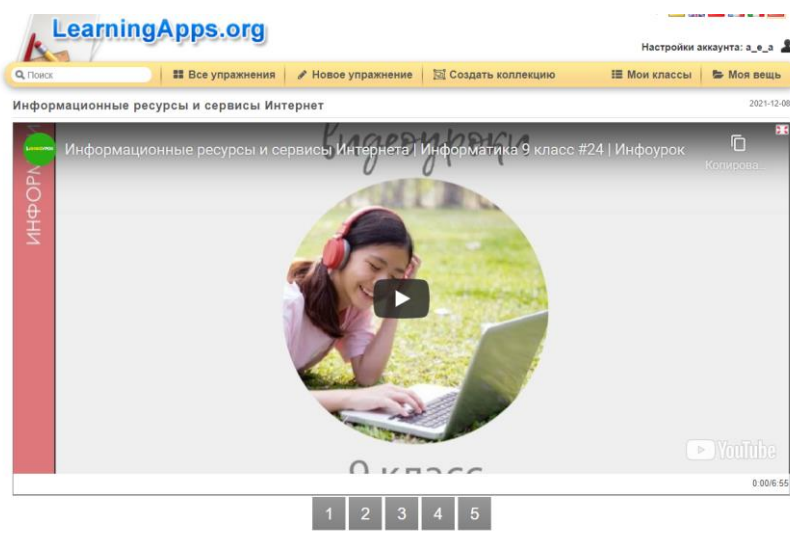 LearningApps.org
Настройки аккаунта: a_e_a
Поиск
Все упражнения
Новое упражнение
Создать коллекцию
Мои классы
Моя вещь
Информационные ресурсы и сервисы Интернет
2021-12-08
Видеоуроки
Информационные ресурсы и сервисы Интернета | Информатика 9 класс #24 | Инфоурок
Копирова...
ИНФОРМ
YouTube
9 класс
0:00/6:55
1 2 3 4 5